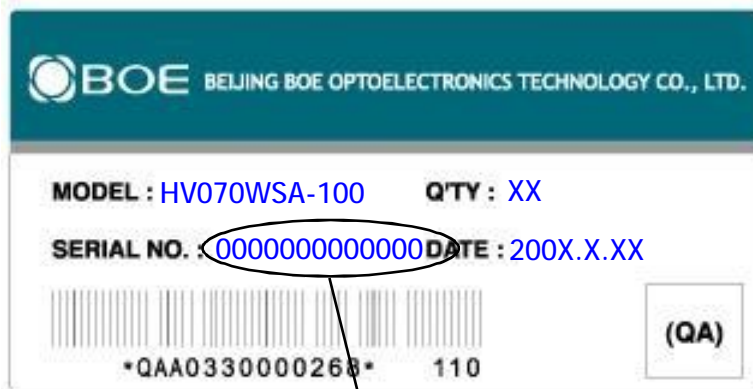 BOE BEIJING BOE OPTOELECTRONICS TECHNOLOGY CO., LTD.
MODEL : HV070WSA-100 Q'TY : XX
SERIAL NO. : 0000000000000 DATE : 200X.X.XX
(QA)
*QAA0330000268* 110